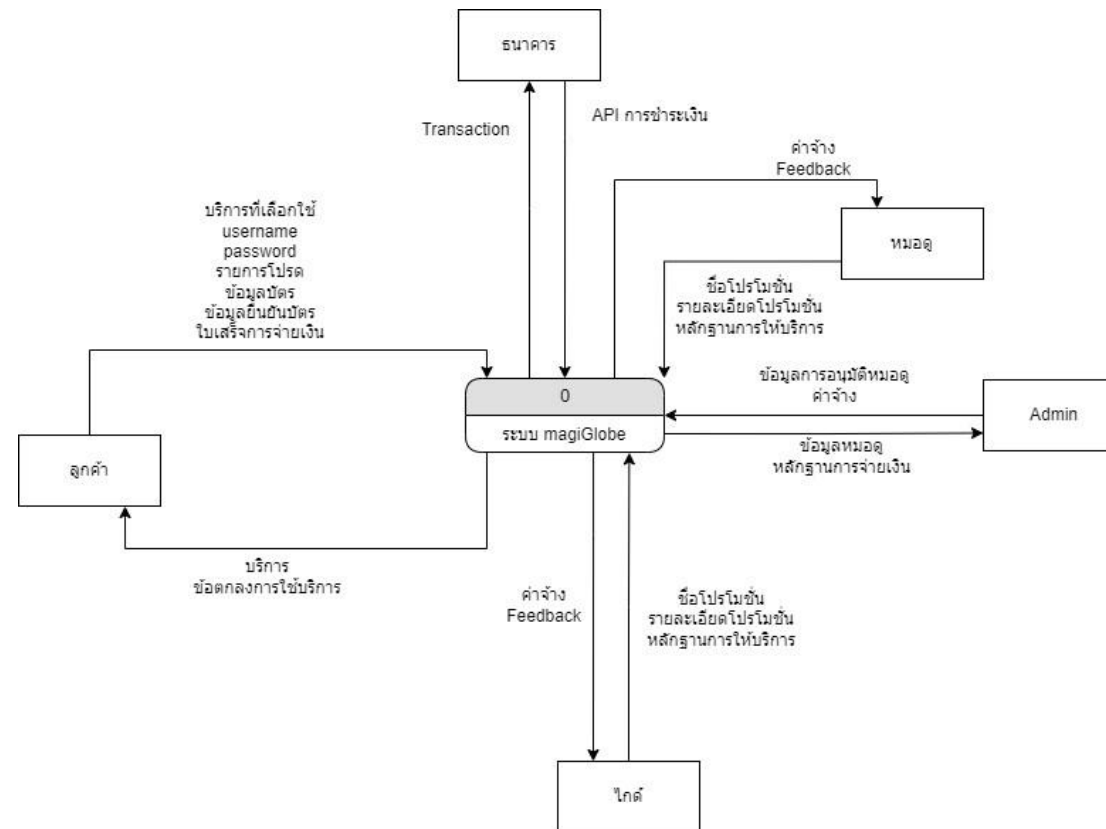 ธนาคาร
Transaction
API การชำระเงิน
ค่าจ้าง
Feedback
หมอดู
บริการที่เลือกใช้
username
password
รายการโปรด
ข้อมูลบัตร
ข้อมูลยืนยันบัตร
ใบเสร็จการจ่ายเงิน
ชื่อโปรโมชั่น
รายละเอียดโปรโมชั่น
หลักฐานการให้บริการ
ข้อมูลการอนุมัติหมอดู
ค่าจ้าง
0
ระบบ magiGlobe
Admin
ข้อมูลหมอดู
หลักฐานการจ่ายเงิน
ลูกค้า
บริการ
ข้อตกลงการใช้บริการ
ค่าจ้าง
Feedback
ชื่อโปรโมชั่น
รายละเอียดโปรโมชั่น
หลักฐานการให้บริการ
ไกด์